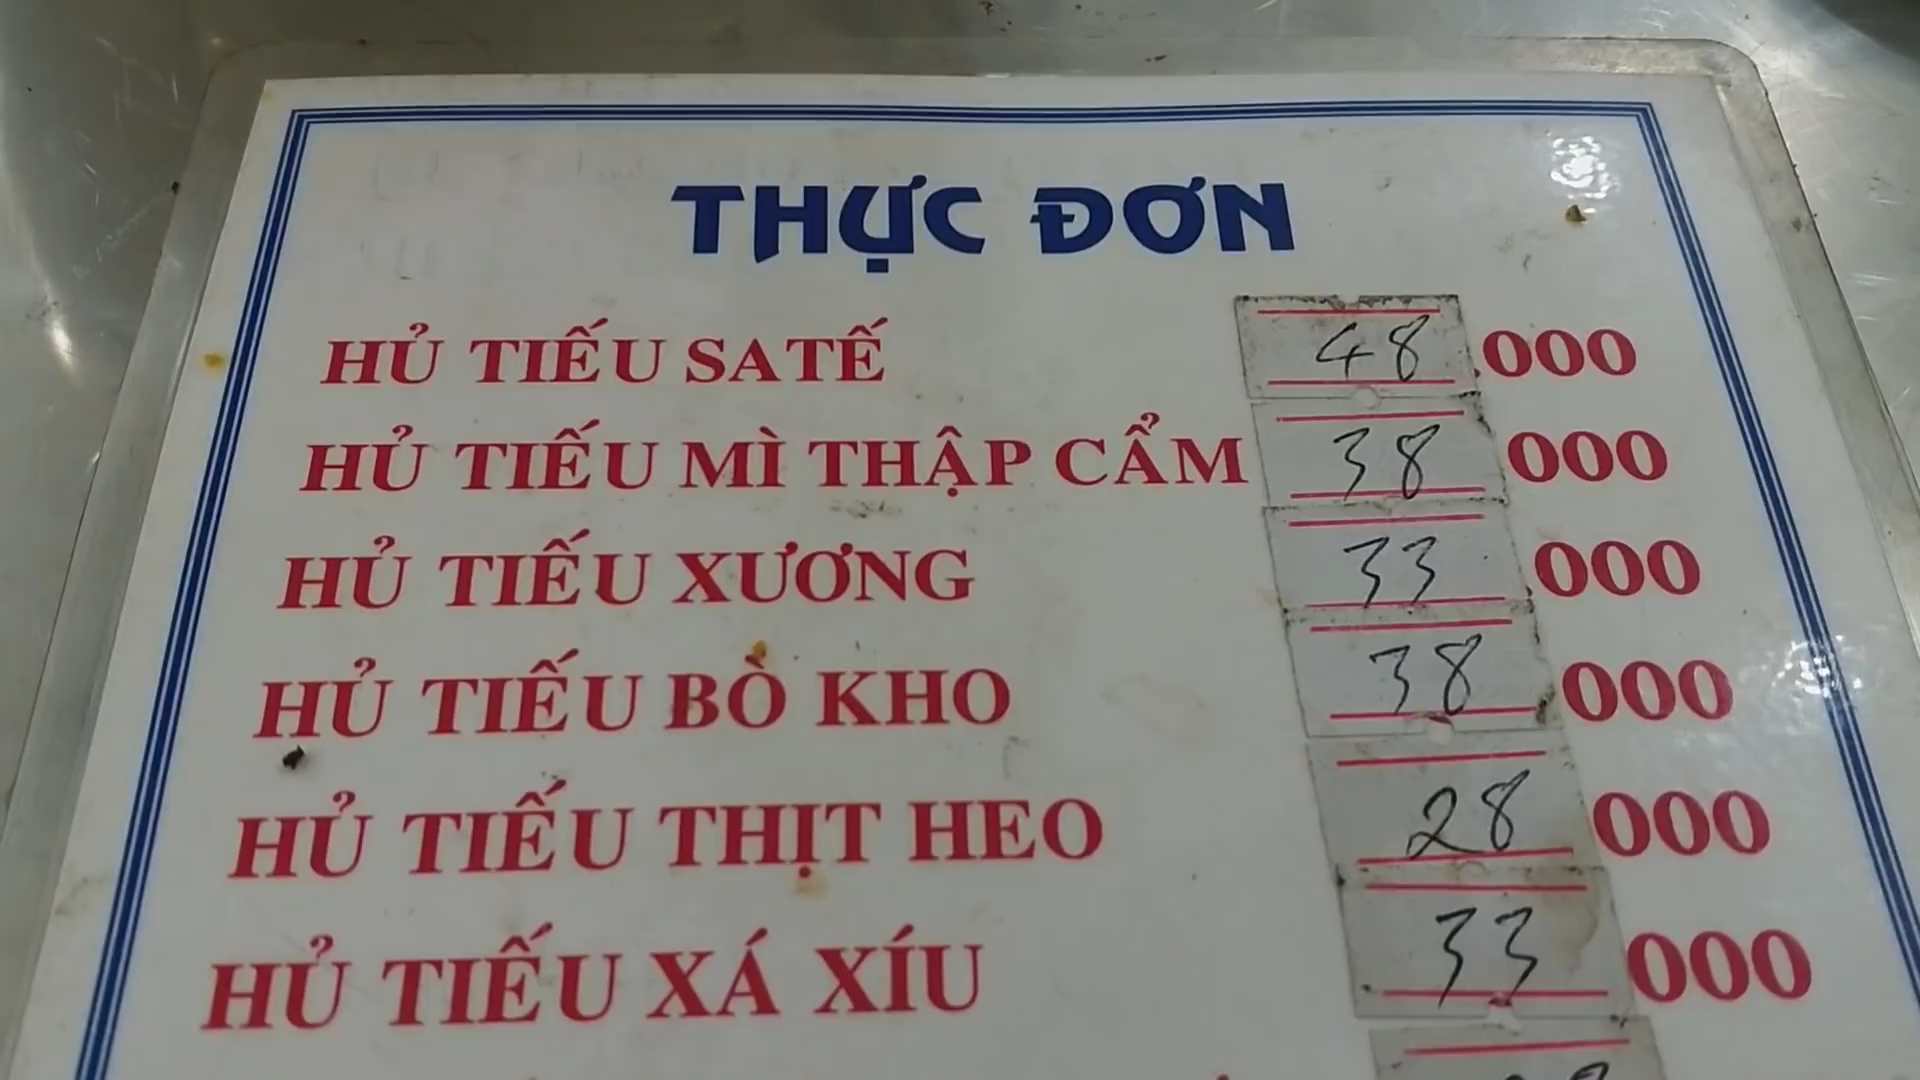 THỰC ĐƠN
HỦ TIẾU SATẾ 48.000
HỦ TIẾU MÌ THẬP CẨM 38.000
HỦ TIẾU XƯƠNG 33.000
HỦ TIẾU BÒ KHO 38.000
HỦ TIẾU THỊT HEO 28 000
HỦ TIẾU XÁ XÍU 33 000